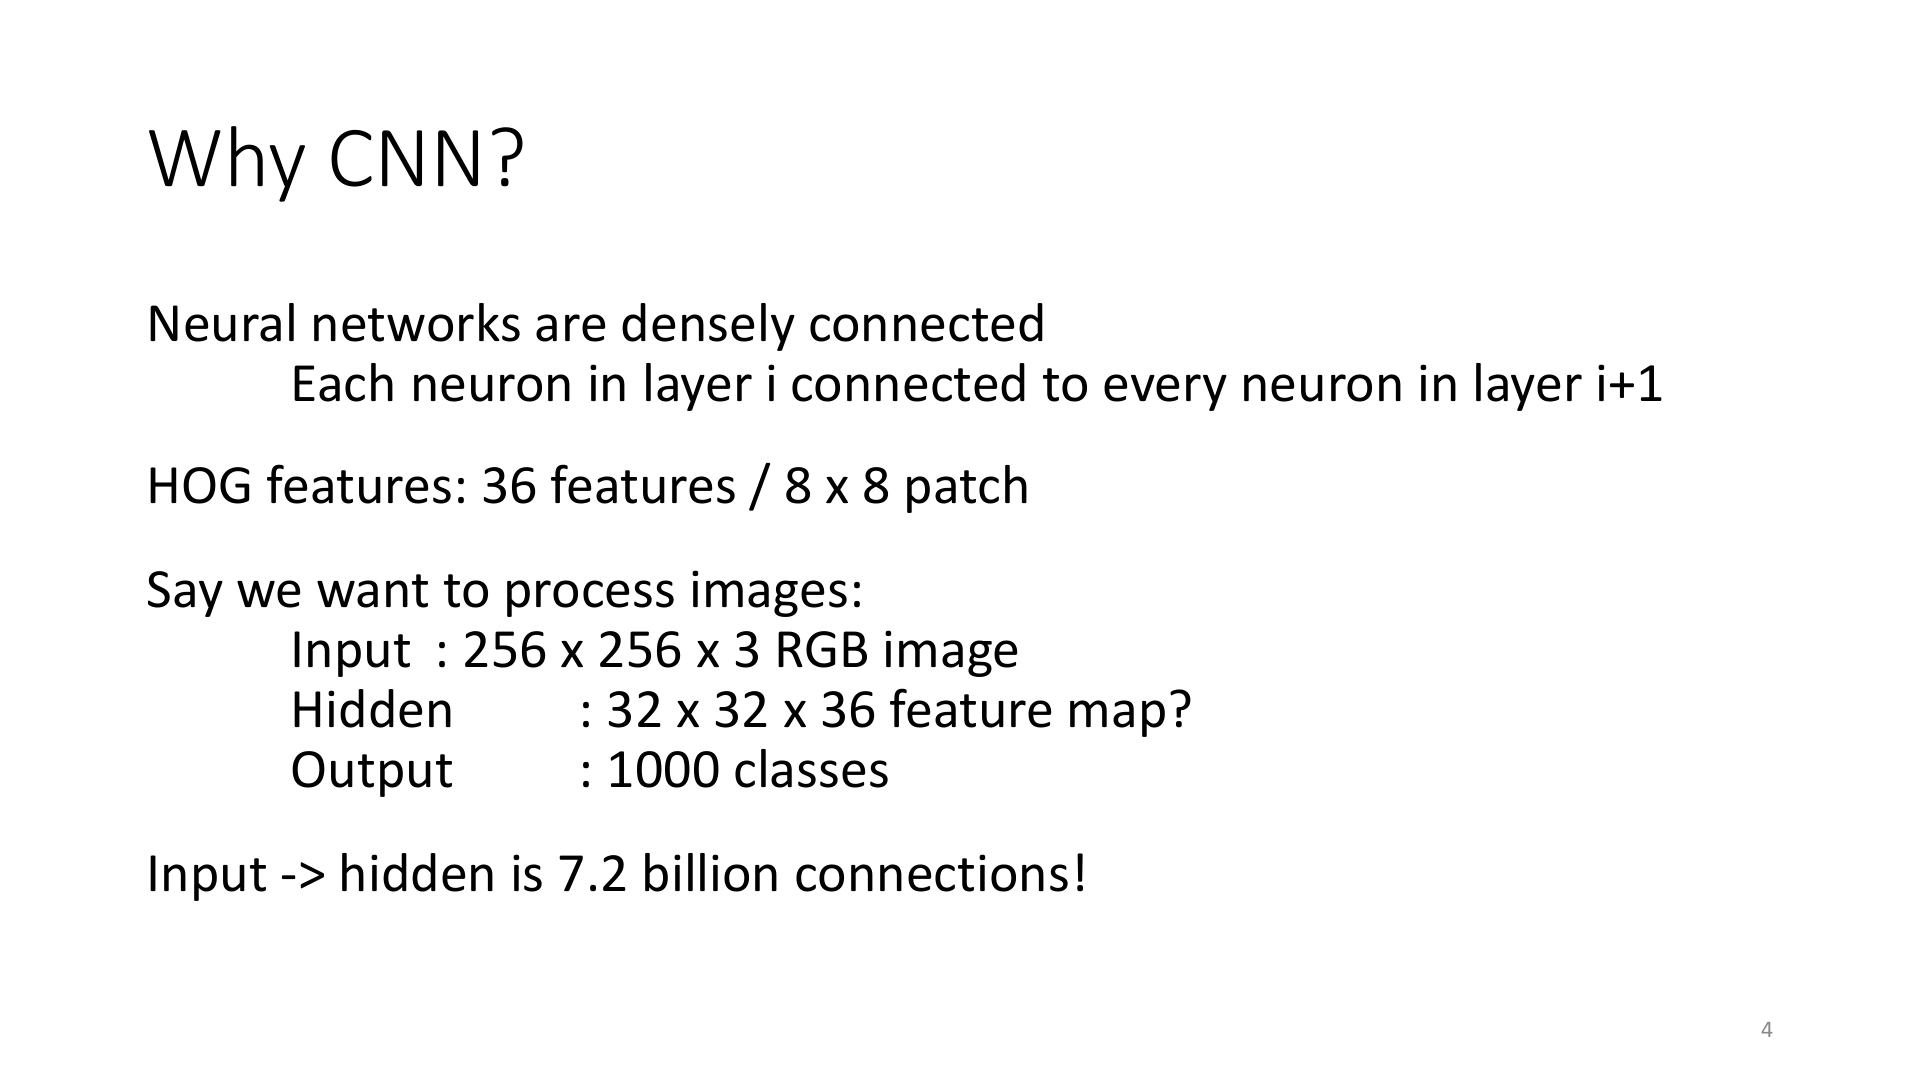 Why CNN?
Neural networks are densely connected
Each neuron in layer i connected to every neuron in layer i+1
HOG features: 36 features / 8 x 8 patch
Say we want to process images:
Input : 256 x 256 x 3 RGB image
Hidden : 32 x 32 x 36 feature map?
Output : 1000 classes
Input -> hidden is 7.2 billion connections!
4